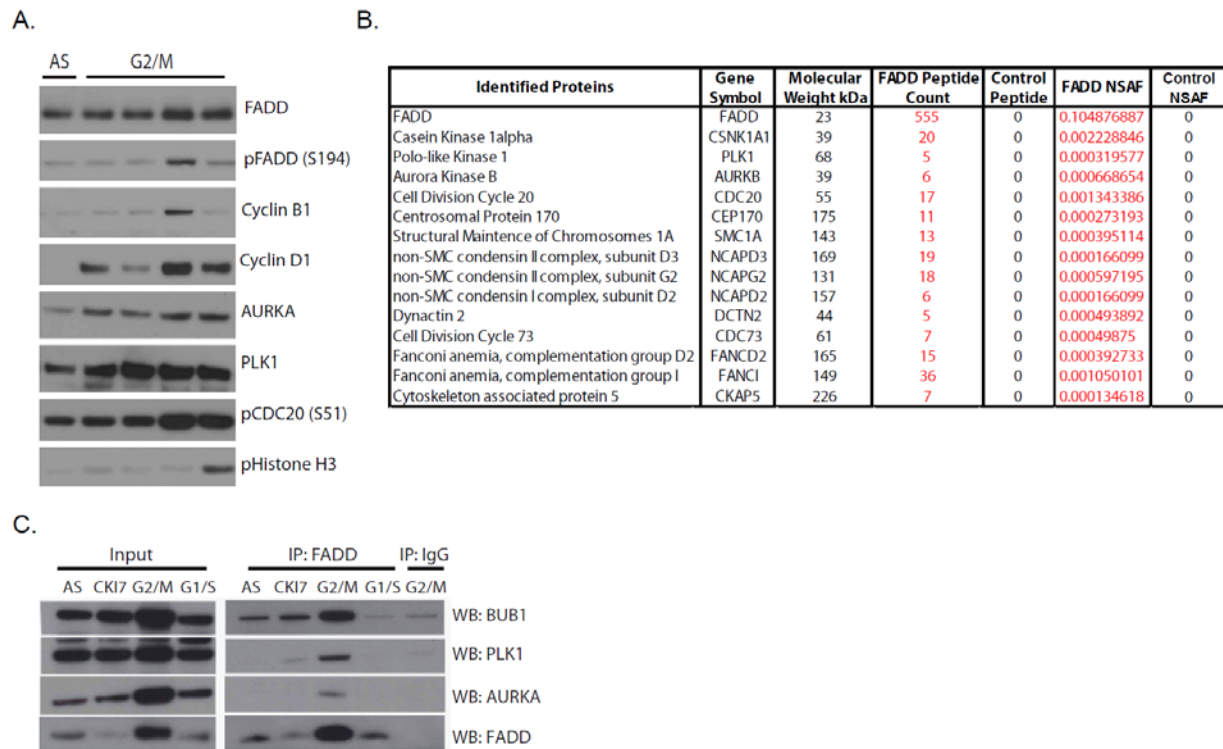 A.
AS G2/M
FADD
pFADD (S194)
Cyclin B1
Cyclin D1
AURKA
PLK1
pCDC20 (S51)
pHistone H3
B.
Identified Proteins Gene Symbol Molecular Weight kDa FADD Peptide Count Control Peptide FADD NSAF Control NSAF
FADD FADD 23 555 0 0.104876887 0
Casein Kinase 1alpha CSNK1A1 39 20 0 0.002228846 0
Polo-like Kinase 1 PLK1 68 5 0 0.000319577 0
Aurora Kinase B AURKB 39 6 0 0.000668654 0
Cell Division Cycle 20 CDC20 55 17 0 0.001343386 0
Centrosomal Protein 170 CEP170 175 11 0 0.000273193 0
Structural Maintence of Chromosomes 1A SMC1A 143 13 0 0.000395114 0
non-SMC condensin II complex, subunit D3 NCAPD3 169 19 0 0.000166099 0
non-SMC condensin II complex, subunit G2 NCAPG2 131 18 0 0.000597195 0
non-SMC condensin I complex, subunit D2 NCAPD2 157 6 0 0.000166099 0
Dynactin 2 DCTN2 44 5 0 0.000493892 0
Cell Division Cycle 73 CDC73 61 7 0 0.00049875 0
Fanconi anemia, complementation group D2 FANCD2 165 15 0 0.000392733 0
Fanconi anemia, complementation group I FANCI 149 36 0 0.001050101 0
Cytoskeleton associated protein 5 CKAP5 226 7 0 0.000134618 0
C.
Input IP: FADD IP: IgG
AS CKI7 G2/M G1/S AS CKI7 G2/M G1/S G2/M
WB: BUB1
WB: PLK1
WB: AURKA
WB: FADD